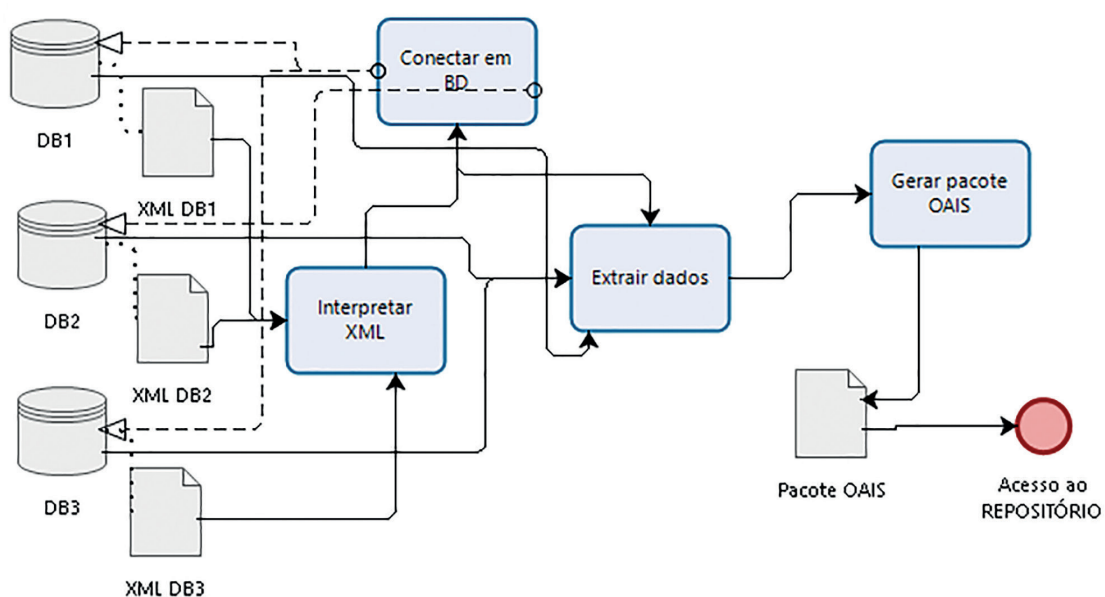 Conectar em
BD
DB1
XML DB1
Gerar pacote
OAIS
DB2
Interpretar
XML
Extrair dados
XML DB2
DB3
XML DB3
Pacote OAIS
Acesso ao
REPOSITÓRIO